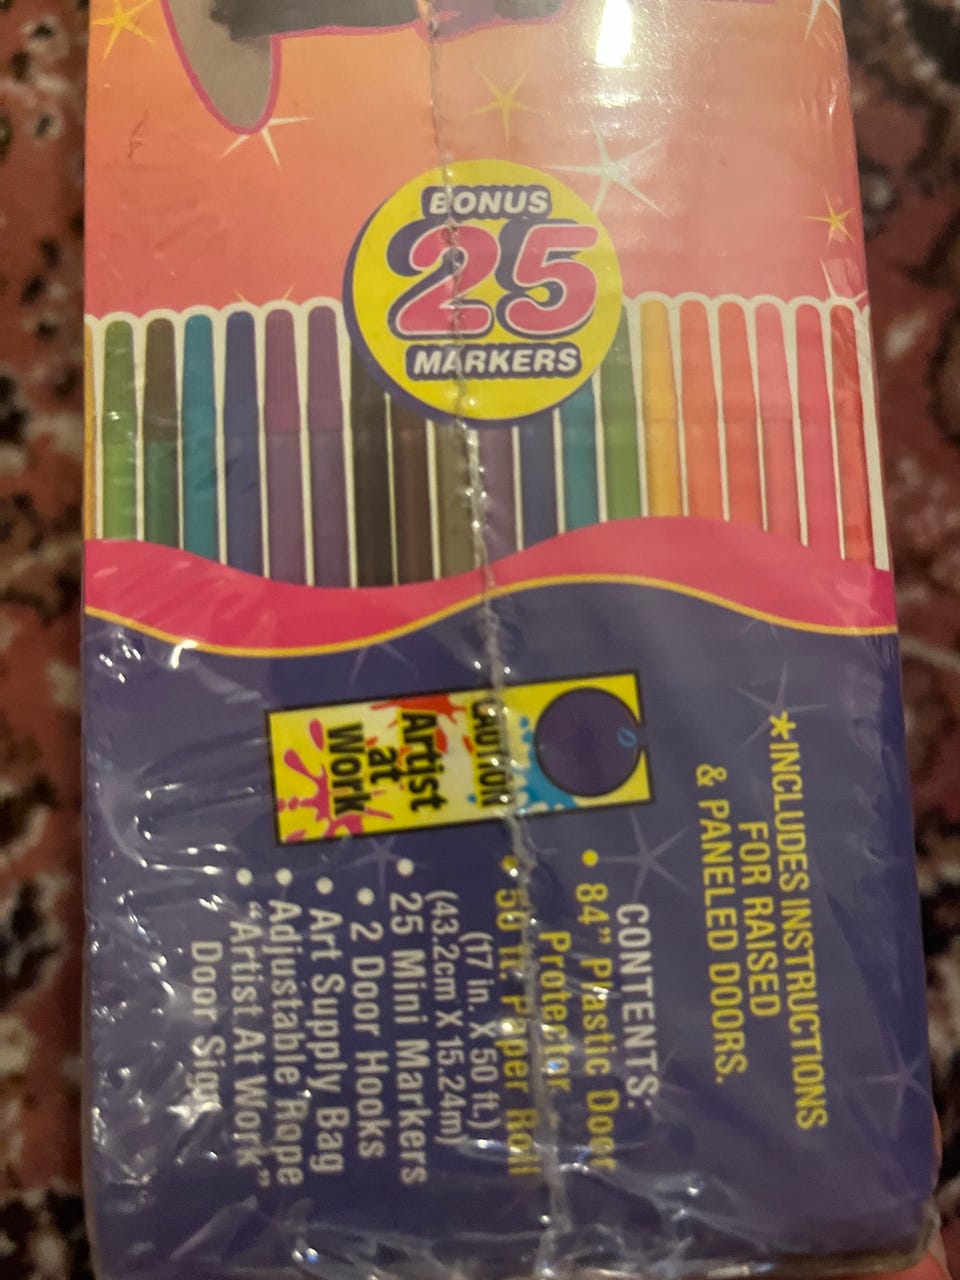 BONUS
25
MARKERS
*INCLUDES INSTRUCTIONS
FOR RAISED
& PANELED DOORS.
CAUTION
Artist
at
Work
CONTENTS:
• 84" Plastic Door
Protector
• 50 ft. Paper Roll
(17 in. X 50 ft.)
(43.2cm X 15.24m)
• 25 Mini Markers
• 2 Door Hooks
• Art Supply Bag
• Adjustable Rope
• "Artist At Work"
Door Sign